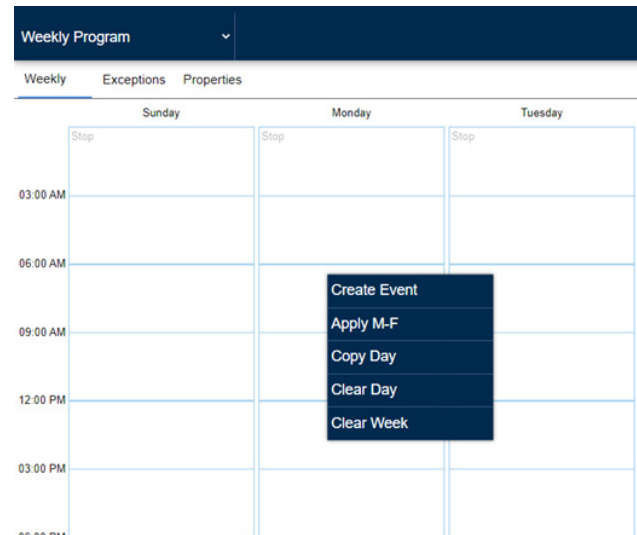 Weekly Program
Weekly Exceptions Properties
Sunday Monday Tuesday
Stop Stop Stop
03:00 AM
06:00 AM
Create Event
Apply M-F
09:00 AM
Copy Day
Clear Day
12:00 PM
Clear Week
03:00 PM